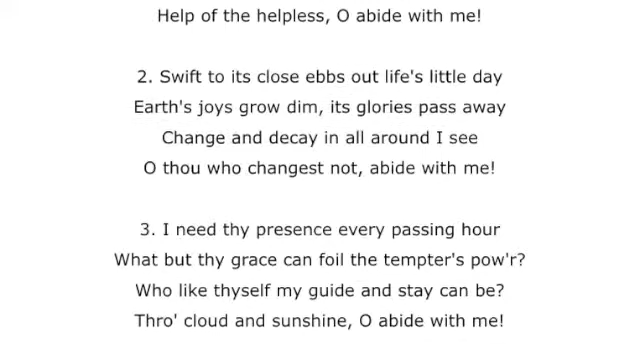 Help of the helpless, O abide with me!
2. Swift to its close ebbs out life's little day
Earth's joys grow dim, its glories pass away
Change and decay in all around I see
O thou who changest not, abide with me!
3. I need thy presence every passing hour
What but thy grace can foil the tempter's pow'r?
Who like thyself my guide and stay can be?
Thro' cloud and sunshine, O abide with me!